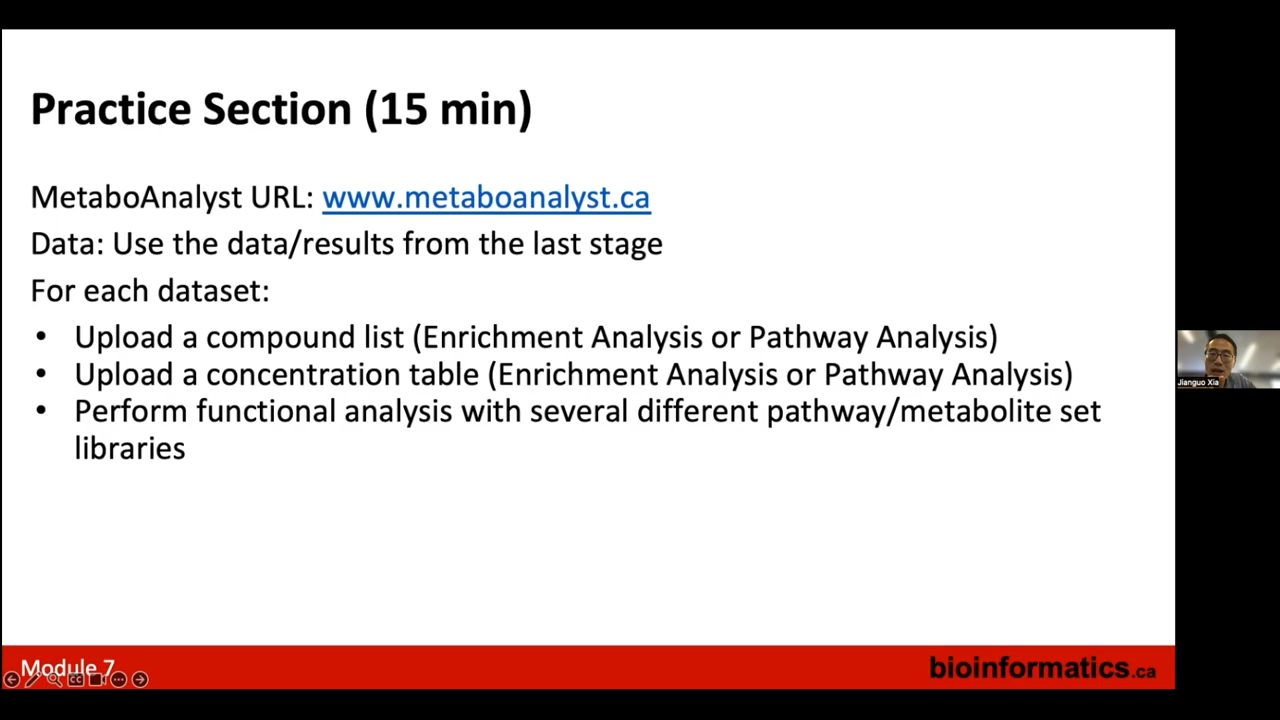 Practice Section (15 min)
MetaboAnalyst URL: www.metaboanalyst.ca
Data: Use the data/results from the last stage
For each dataset:
• Upload a compound list (Enrichment Analysis or Pathway Analysis)
• Upload a concentration table (Enrichment Analysis or Pathway Analysis)
• Perform functional analysis with several different pathway/metabolite set
libraries
Jianguo Xia
Module 7
bioinformatics.ca